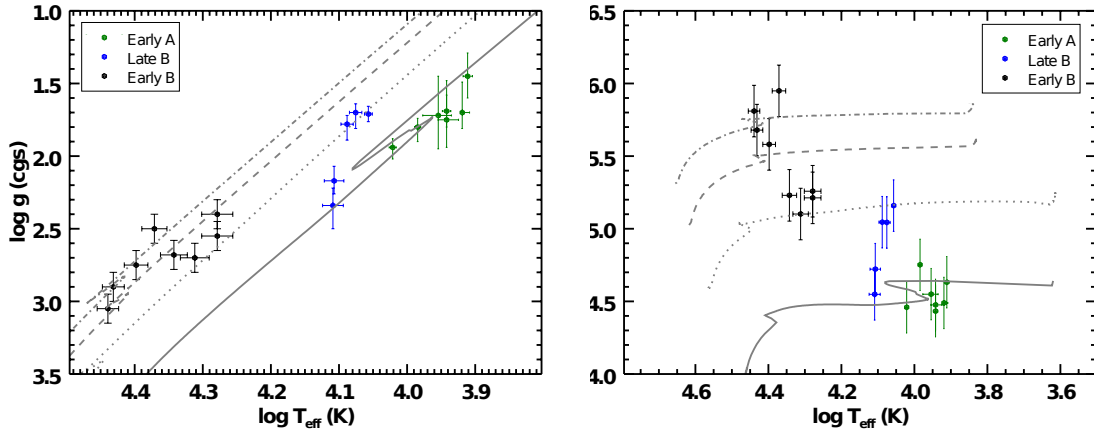 1.0
1.5
2.0
2.5
3.0
3.5
log g (cgs)
Early A
Late B
Early B
4.4
4.3
4.2
4.1
4.0
3.9
log T_eff (K)
6.5
6.0
5.5
5.0
4.5
4.0
Early A
Late B
Early B
4.6
4.4
4.2
4.0
3.8
3.6
log T_eff (K)